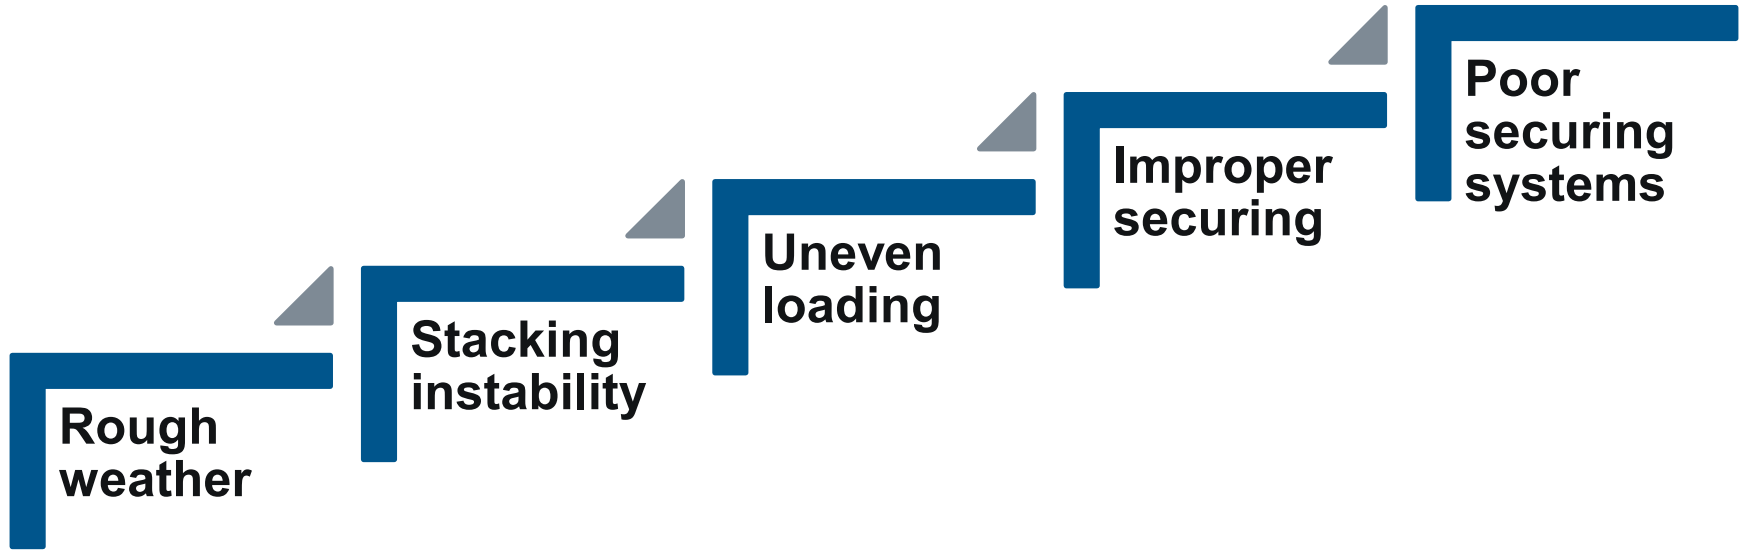 Rough
weather
Stacking
instability
Uneven
loading
Improper
securing
Poor
securing
systems